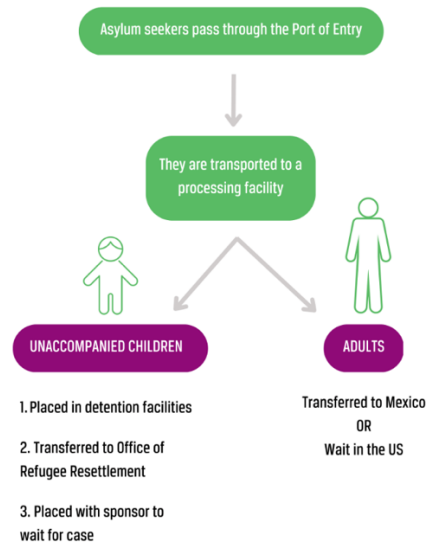 Asylum seekers pass through the Port of Entry
They are transported to a
processing facility
UNACCOMPANIED CHILDREN
1. Placed in detention facilities
2. Transferred to Office of
Refugee Resettlement
3. Placed with sponsor to
wait for case
ADULTS
Transferred to Mexico
OR
Wait in the US